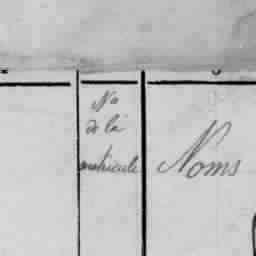 No
de la
matricule
Noms